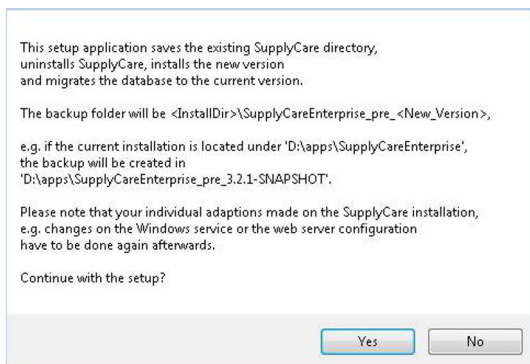 This setup application saves the existing SupplyCare directory,
uninstalls SupplyCare, installs the new version
and migrates the database to the current version.
The backup folder will be <InstallDir>\SupplyCareEnterprise_pre_<New_Version>,
e.g. if the current installation is located under 'D:\apps\SupplyCareEnterprise',
the backup will be created in
'D:\apps\SupplyCareEnterprise_pre_3.2.1-SNAPSHOT'.
Please note that your individual adaptions made on the SupplyCare installation,
e.g. changes on the Windows service or the web server configuration
have to be done again afterwards.
Continue with the setup?
Yes No